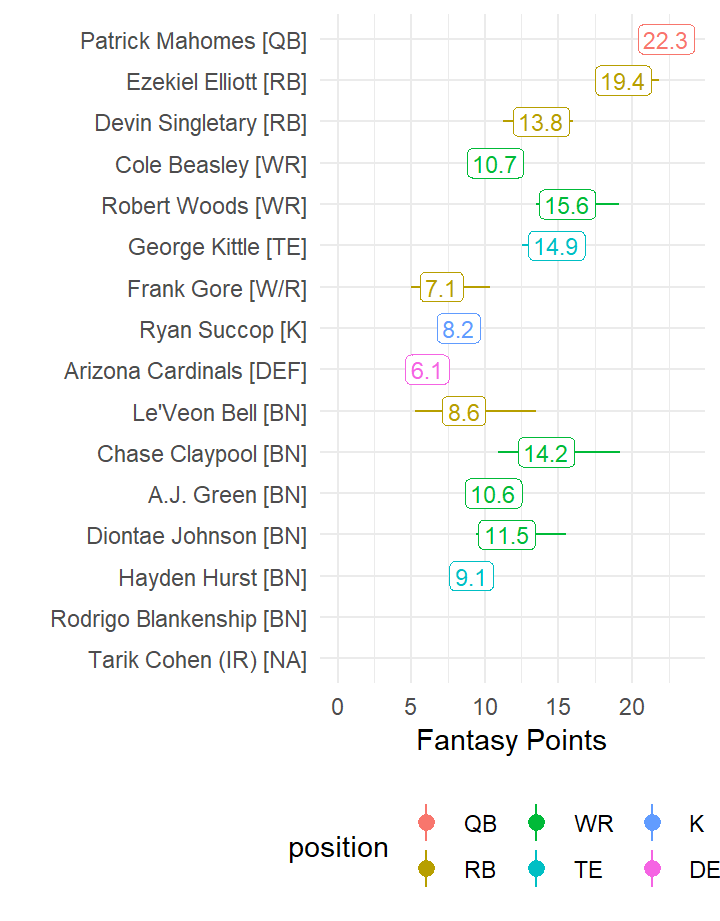 Patrick Mahomes [QB] 22.3
Ezekiel Elliott [RB] 19.4
Devin Singletary [RB] 13.8
Cole Beasley [WR] 10.7
Robert Woods [WR] 15.6
George Kittle [TE] 14.9
Frank Gore [W/R] 7.1
Ryan Succop [K] 8.2
Arizona Cardinals [DEF] 6.1
Le'Veon Bell [BN] 8.6
Chase Claypool [BN] 14.2
A.J. Green [BN] 10.6
Diontae Johnson [BN] 11.5
Hayden Hurst [BN] 9.1
Rodrigo Blankenship [BN]
Tarik Cohen (IR) [NA]
0 5 10 15 20
Fantasy Points
position
QB WR K
RB TE DE